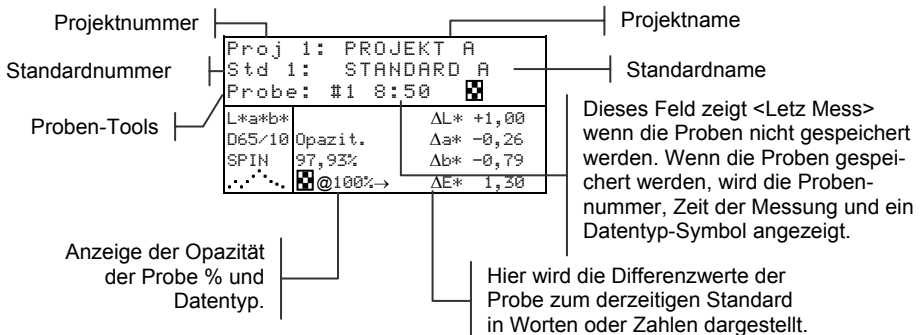 Projektnummer
Projektname
Proj 1: PROJEKT A
Standardnummer
Std 1: STANDARD A
Standardname
Probe: #1 8:50
Proben-Tools
L*a*b*
D65/10
SPIN
Opazit.
97,93%
@100%→
ΔL* +1,00
Δa* -0,26
Δb* -0,79
ΔE* 1,30
Dieses Feld zeigt <Letz Mess>
wenn die Proben nicht gespeichert
werden. Wenn die Proben gespei-
chert werden, wird die Proben-
nummer, Zeit der Messung und ein
Datentyp-Symbol angezeigt.
Anzeige der Opazität
der Probe % und
Datentyp.
Hier wird die Differenzwerte der
Probe zum derzeitigen Standard
in Worten oder Zahlen dargestellt.